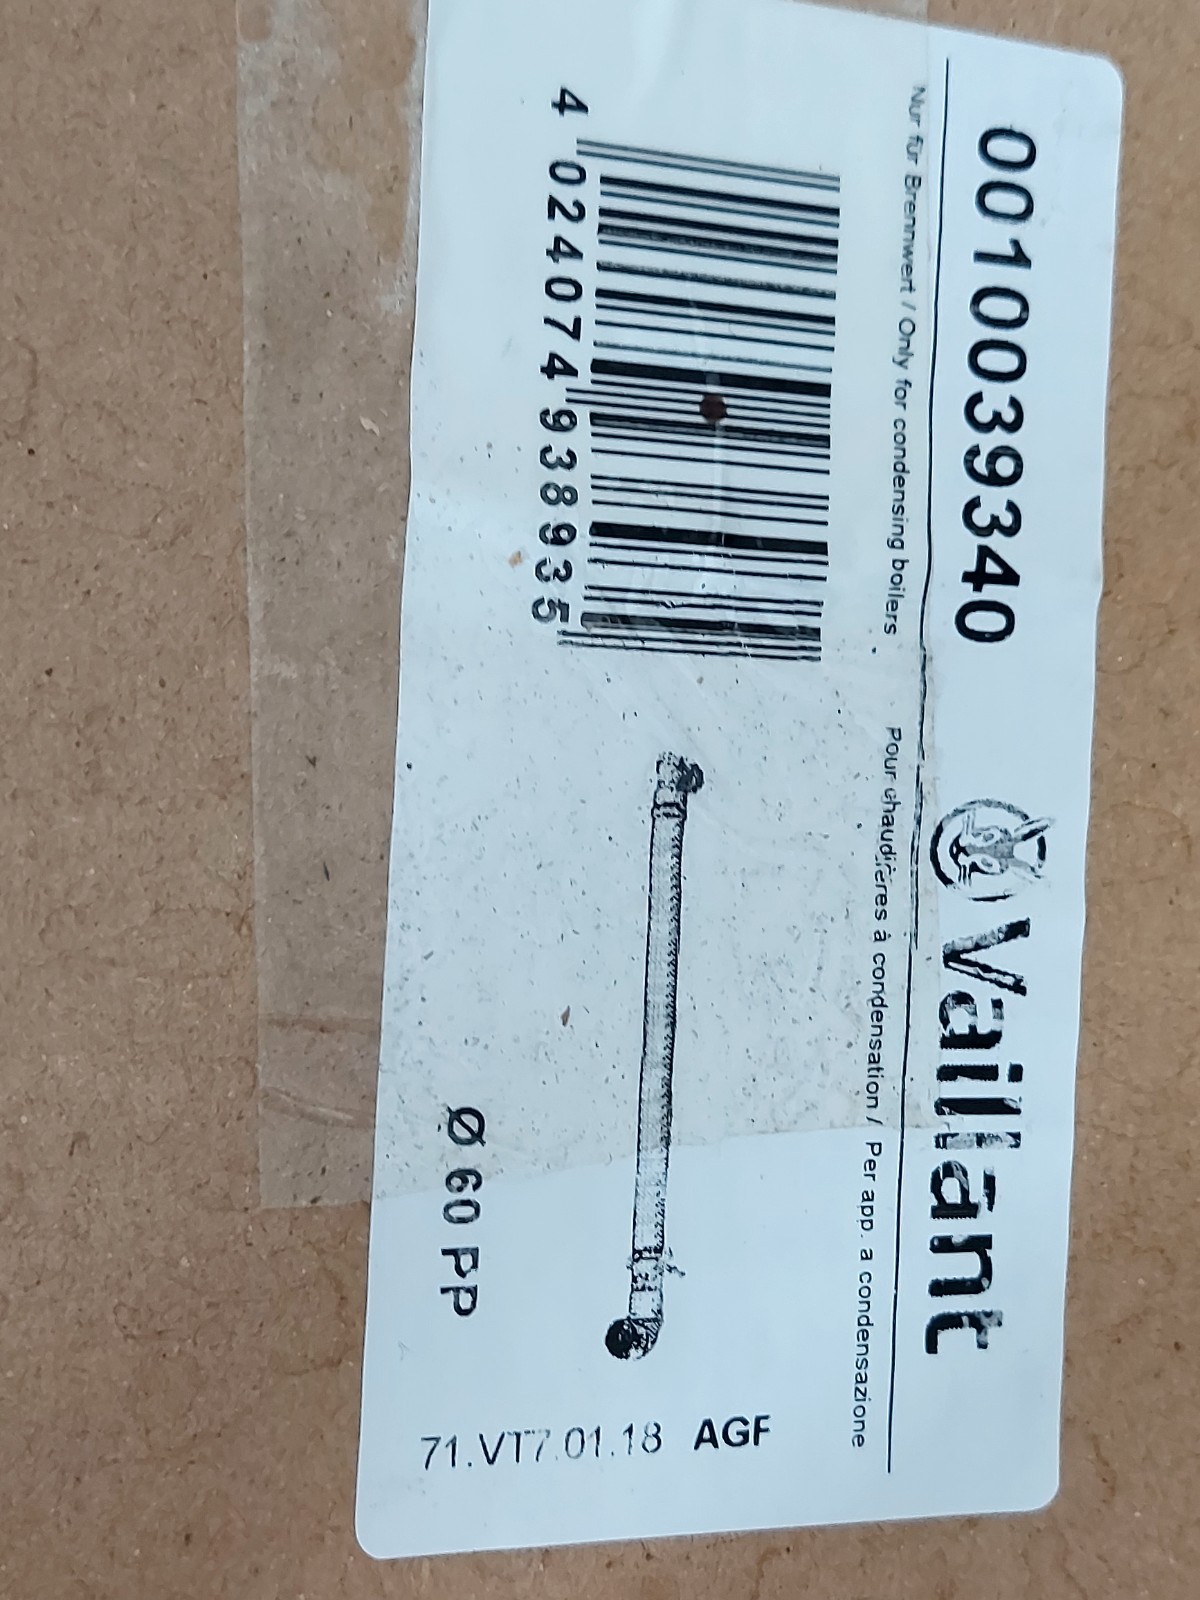 0010039340 Vaillant
Nur für Brennwert / Only for condensing boilers Pour chaudières à condensation / Per app. a condensazione
4 024074 938935
Ø 60 PP
71.VT7.01.18 AGF